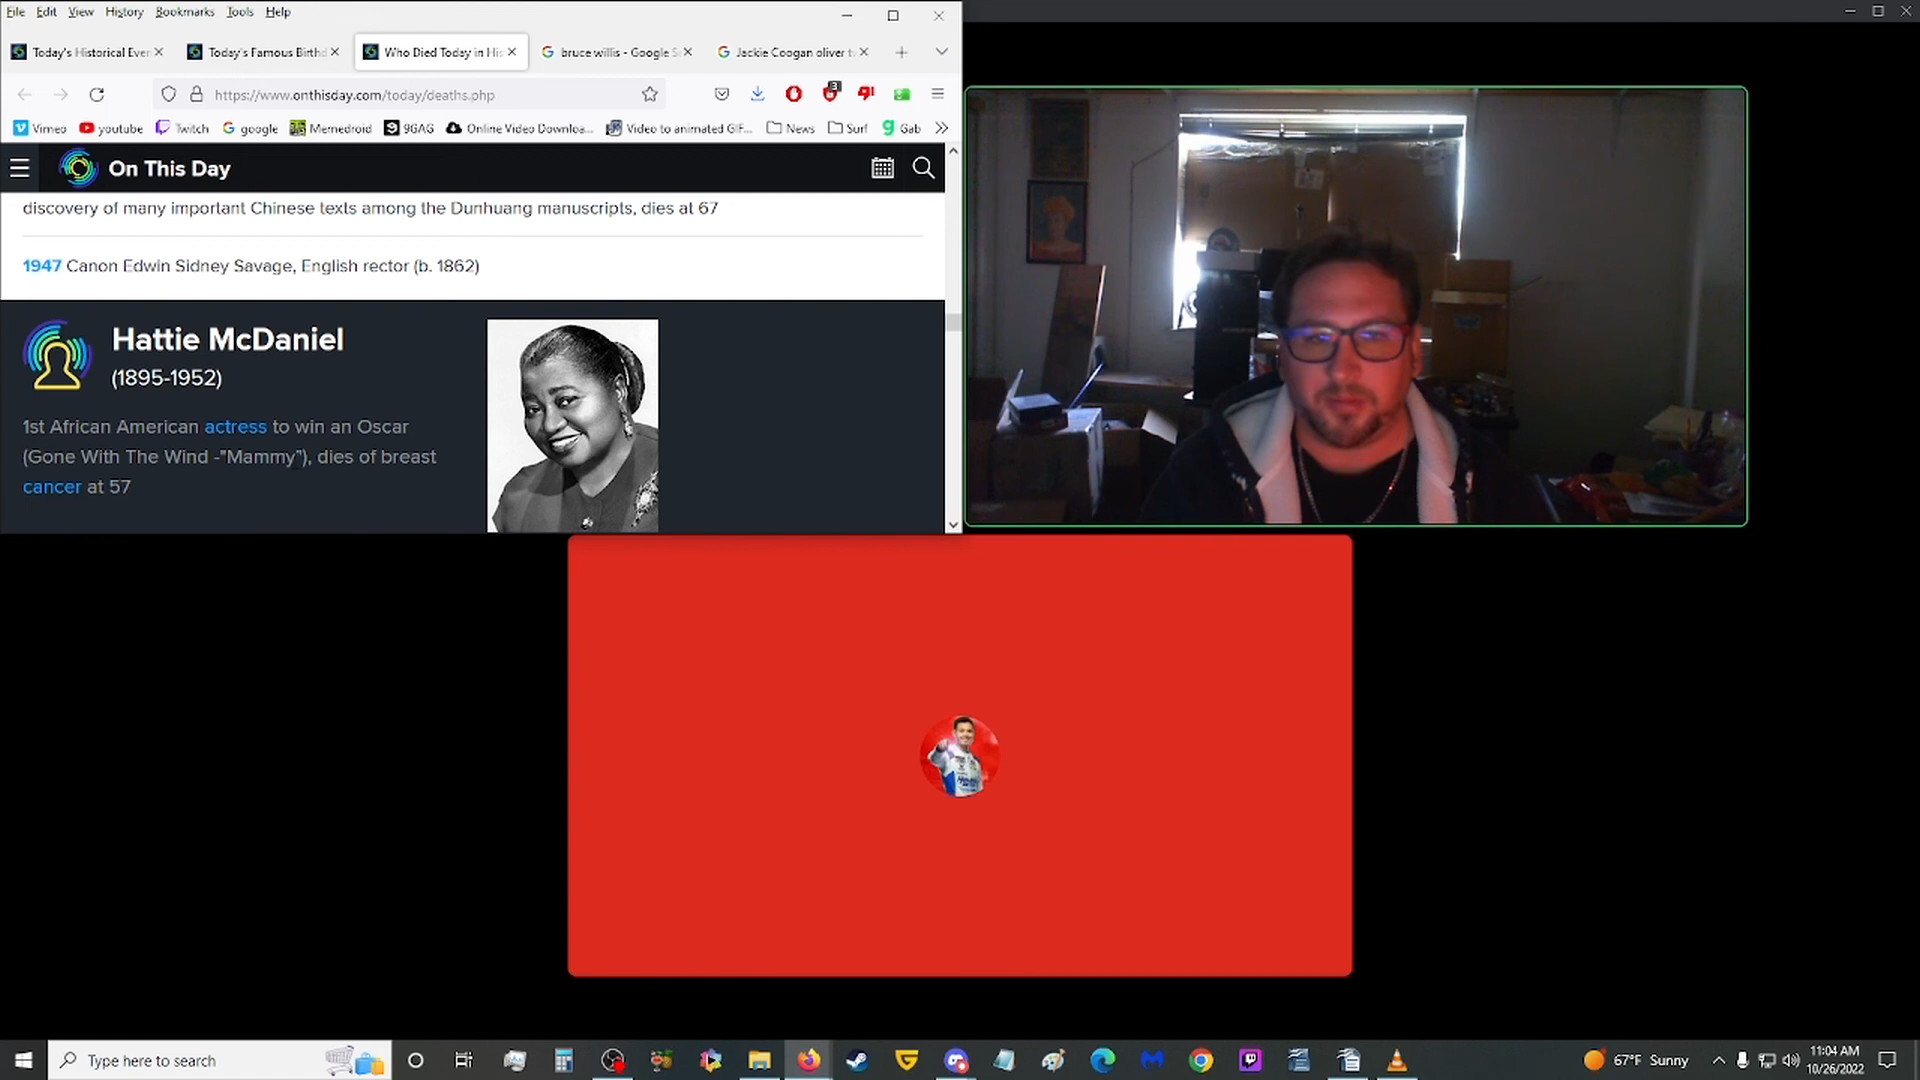 File Edit View History Bookmarks Tools Help
Today's Historical Even
Today's Famous Birthd
Who Died Today in His
bruce willis - Google S
Jackie Coogan oliver t
https://www.onthisday.com/today/deaths.php
3
Vimeo youtube Twitch google Memedroid 9GAG Online Video Downloa... Video to animated GIF... News Surf Gab
On This Day
discovery of many important Chinese texts among the Dunhuang manuscripts, dies at 67
1947 Canon Edwin Sidney Savage, English rector (b. 1862)
Hattie McDaniel
(1895-1952)
1st African American actress to win an Oscar
(Gone With The Wind -"Mammy"), dies of breast
cancer at 57
Type here to search
67°F Sunny
11:04 AM
10/26/2022